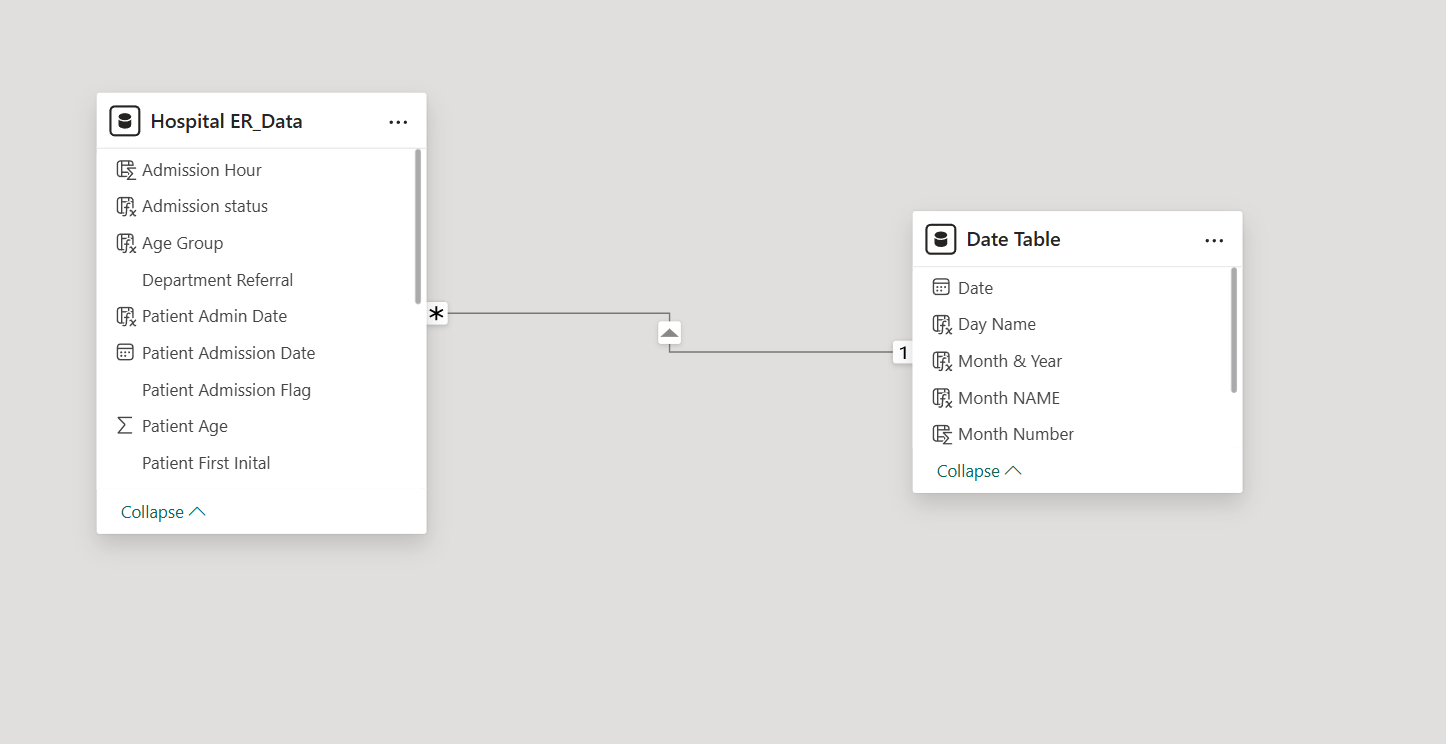 Hospital ER_Data
Admission Hour
Admission status
Age Group
Department Referral
Patient Admin Date
Patient Admission Date
Patient Admission Flag
Patient Age
Patient First Inital
Collapse
*
1
Date Table
Date
Day Name
Month & Year
Month NAME
Month Number
Collapse